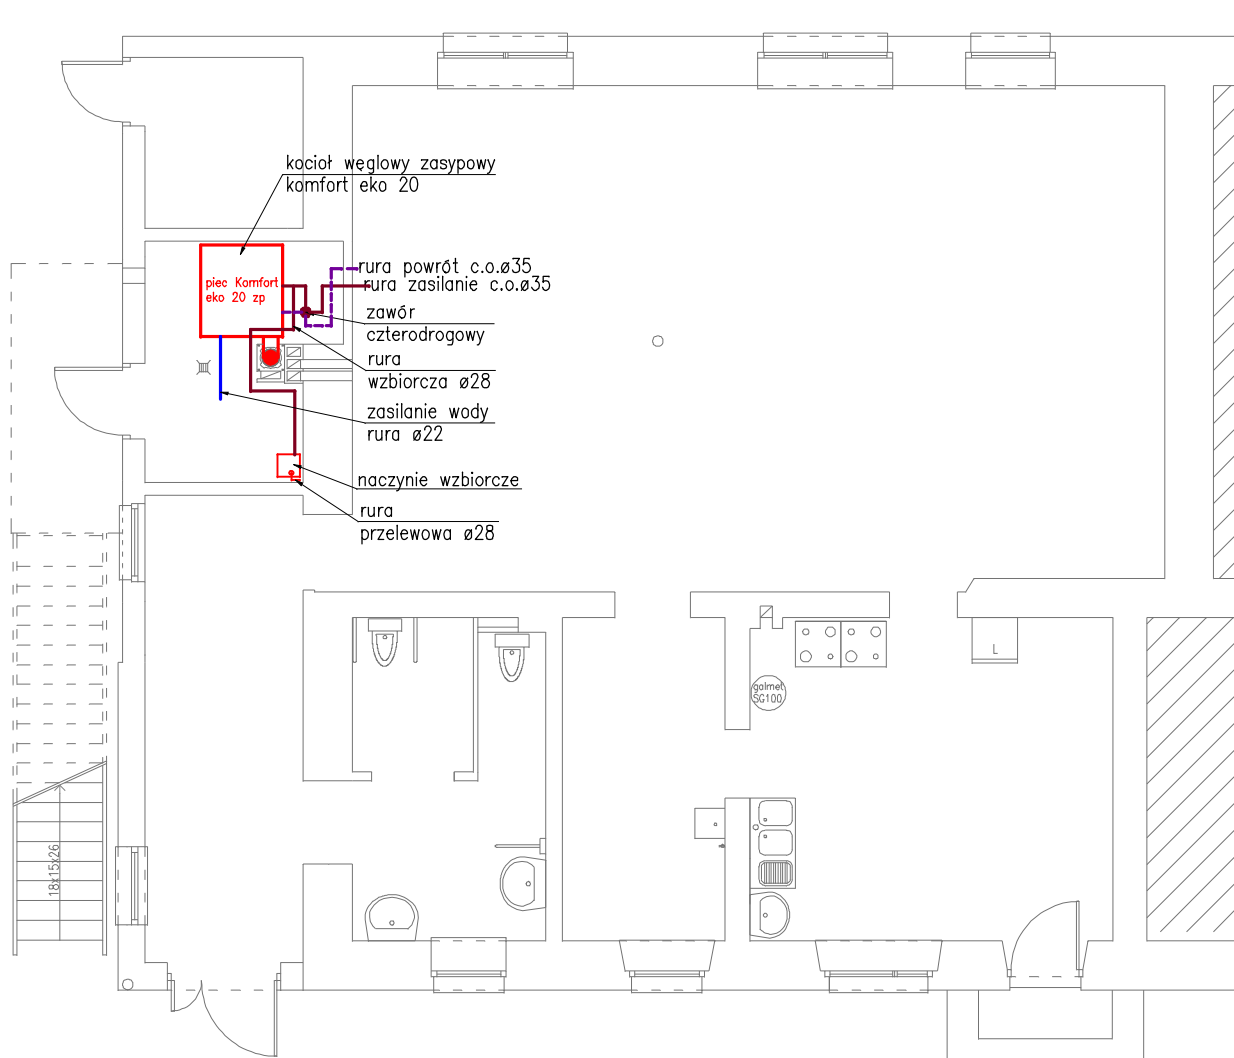 kocioł węglowy zasypowy
komfort eko 20
rura powrót c.o.ø35
piec Komfort
eko 20 zp
rura zasilanie c.o.ø35
zawór
czterodrogowy
rura
wzbiorcza ø28
zasilanie wody
rura ø22
naczynie wzbiorcze
rura
przelewowa ø28
L
galmet
SG100
18x15x26